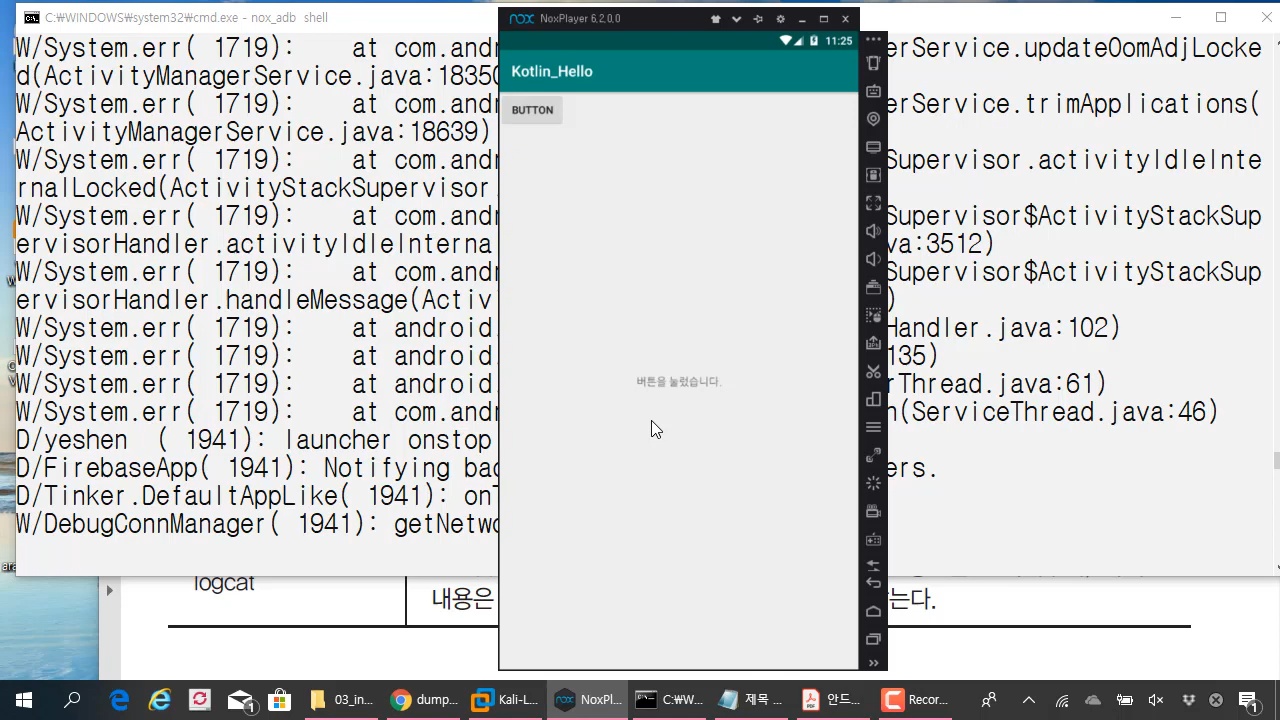 C:₩WINDOWS₩system32₩cmd.exe - nox_adb shell
W/System.err( 1719): at com.andr
erService.updateOomAdjLocke
d(ActivityManagerService.java:18350
W/System.err( 1719): at com.andr
erService.trimApplications(
ActivityManagerService.java:18639)
W/System.err( 1719): at com.andr
Supervisor.activityIdleInte
rnalLocked(ActivityStackSupervisor.
W/System.err( 1719): at com.andr
Supervisor$ActivityStackSup
ervisorHandler.activityIdleInterna
va:3512)
W/System.err( 1719): at com.andr
Supervisor$ActivityStackSup
ervisorHandler.handleMessage(Activ
)
W/System.err( 1719): at android.
Handler.java:102)
W/System.err( 1719): at android.
135)
W/System.err( 1719): at android.
rThread.java:61)
W/System.err( 1719): at com.andr
n(ServiceThread.java:46)
D/yeshen ( 1941): launcher onstop
D/FirebaseApp( 1941): Notifying bac
ers.
D/Tinker.DefaultAppLike( 1941): onT
W/DebugConnManager( 1941): getNetwo
nox NoxPlayer 6.2.0.0
11:25
Kotlin_Hello
BUTTON
버튼을 눌렀습니다.
logcat
내용은
는다.
03_in...
dump...
Kali-L...
NoxPl...
C:₩W...
제목 ...
안드...
Recor...